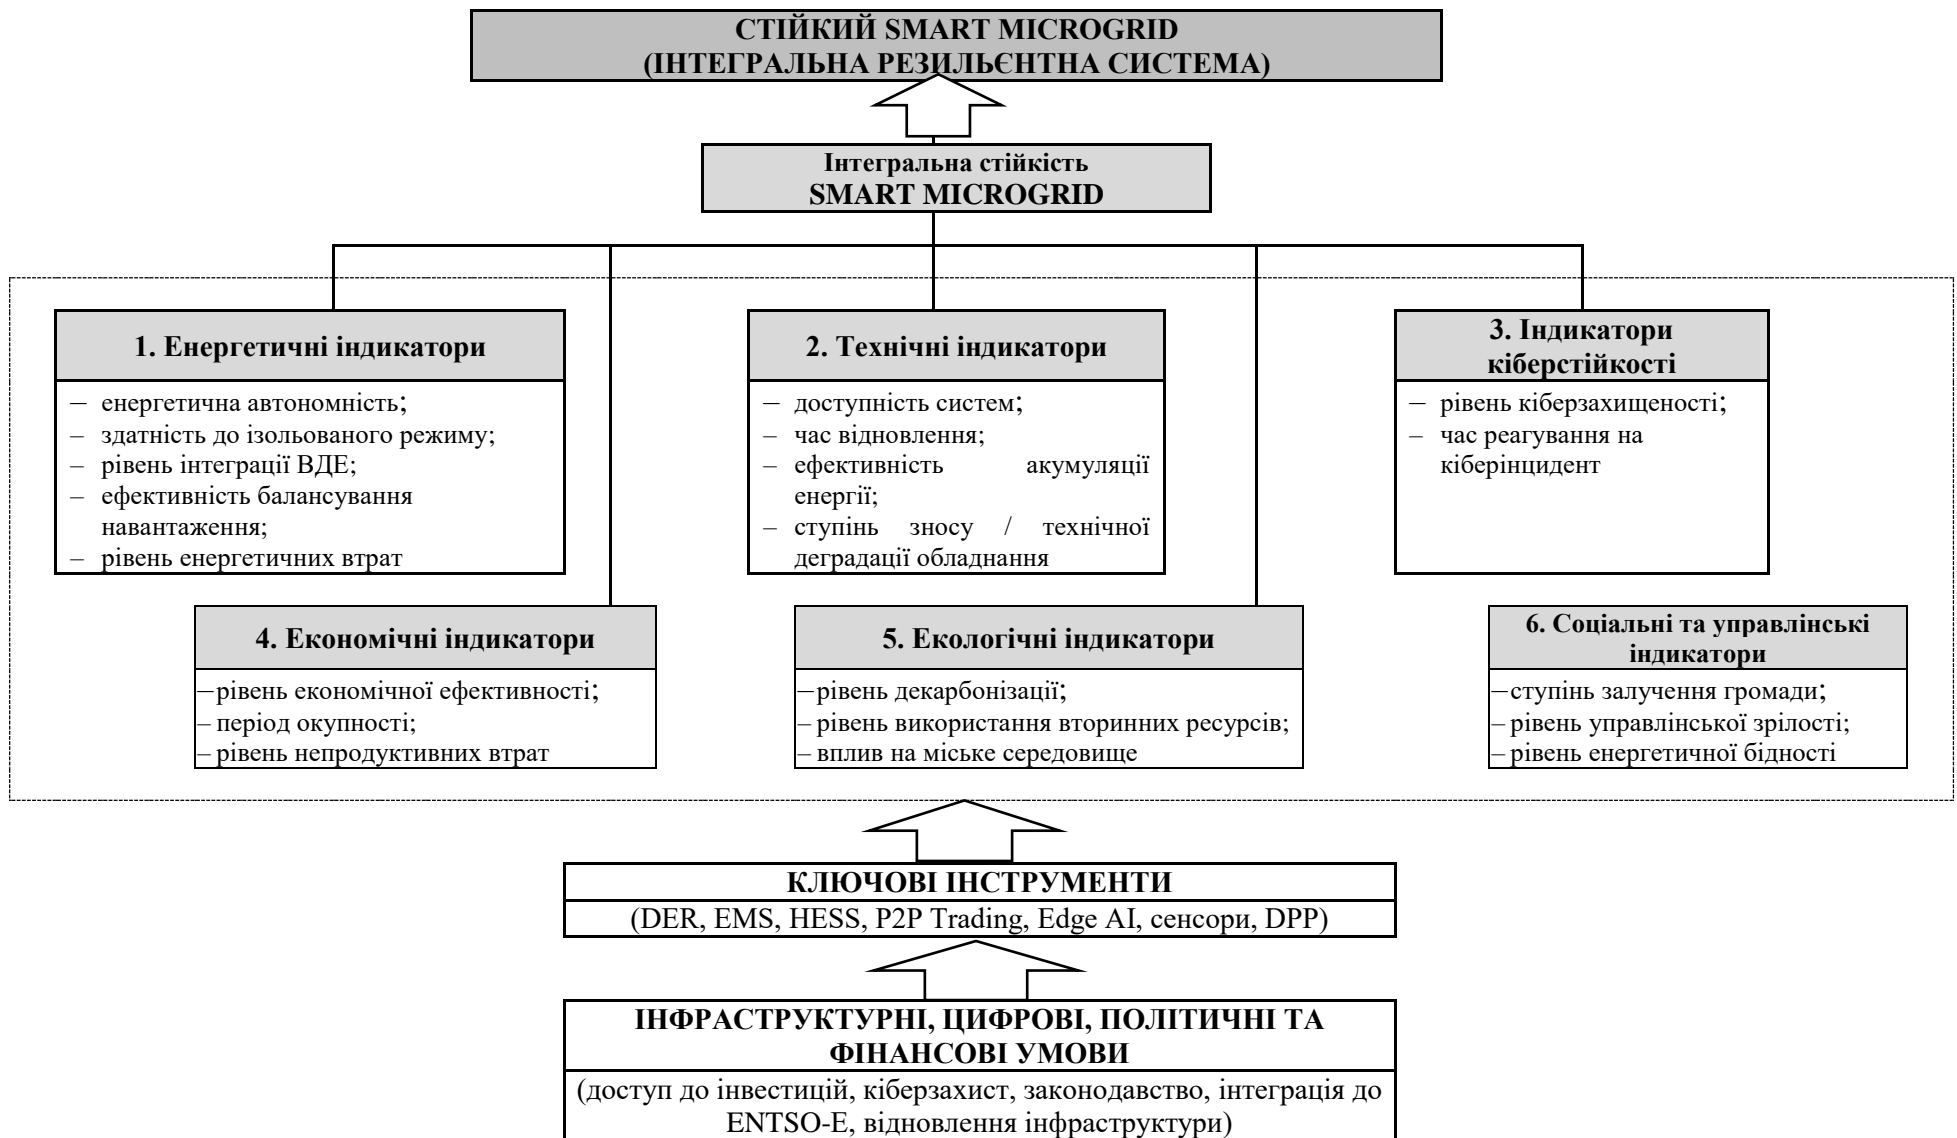 СТІЙКИЙ SMART MICROGRID
(ІНТЕГРАЛЬНА РЕЗИЛЬЄНТНА СИСТЕМА)
Інтегральна стійкість
SMART MICROGRID
1. Енергетичні індикатори
– енергетична автономність;
– здатність до ізольованого режиму;
– рівень інтеграції ВДЕ;
– ефективність балансування
навантаження;
– рівень енергетичних втрат
2. Технічні індикатори
– доступність систем;
– час відновлення;
– ефективність акумуляції
енергії;
– ступінь зносу / технічної
деградації обладнання
3. Індикатори
кіберстійкості
– рівень кіберзахищеності;
– час реагування на
кіберінцидент
4. Економічні індикатори
– рівень економічної ефективності;
– період окупності;
– рівень непродуктивних втрат
5. Екологічні індикатори
– рівень декарбонізації;
– рівень використання вторинних ресурсів;
– вплив на міське середовище
6. Соціальні та управлінські
індикатори
– ступінь залучення громади;
– рівень управлінської зрілості;
– рівень енергетичної бідності
КЛЮЧОВІ ІНСТРУМЕНТИ
(DER, EMS, HESS, P2P Trading, Edge AI, сенсори, DPP)
ІНФРАСТРУКТУРНІ, ЦИФРОВІ, ПОЛІТИЧНІ ТА
ФІНАНСОВІ УМОВИ
(доступ до інвестицій, кіберзахист, законодавство, інтеграція до
ENTSO-E, відновлення інфраструктури)